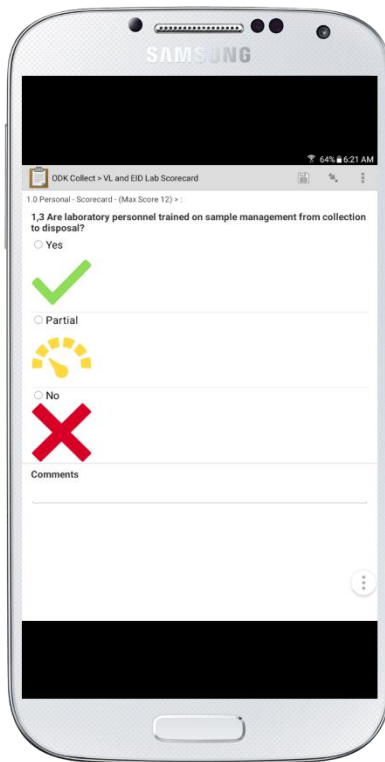 SAMSUNG
64% 6:21 AM
ODK Collect > VL and EID Lab Scorecard
1.0 Personal - Scorecard - (Max Score 12) > :
1,3 Are laboratory personnel trained on sample management from collection
to disposal?
Yes
Partial
No
Comments